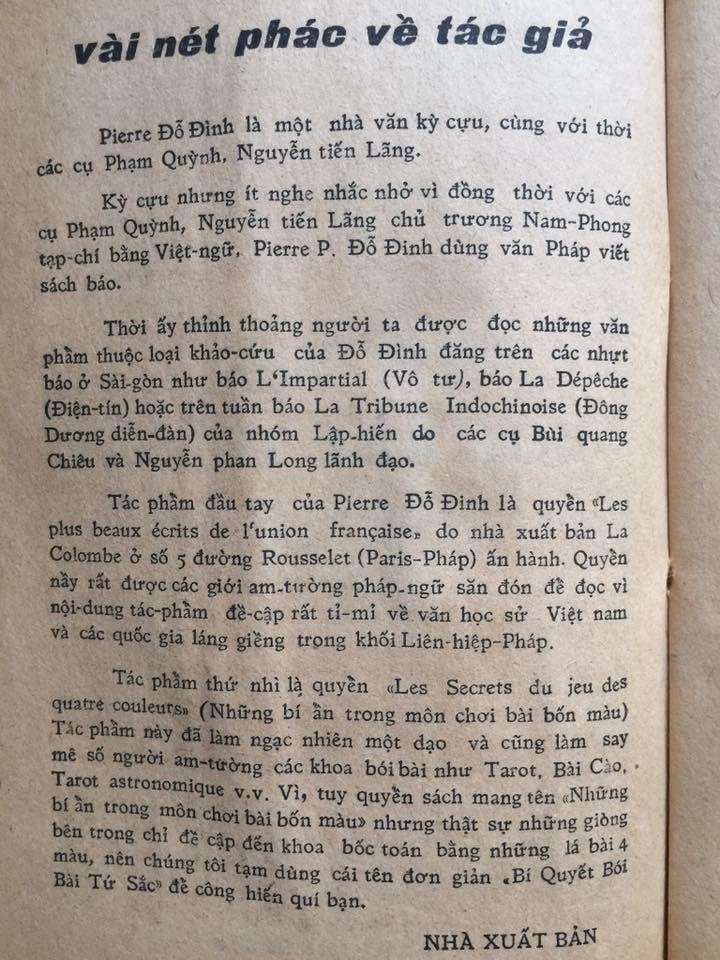 vài nét phác về tác giả
Pierre Đỗ Đình là một nhà văn kỳ cựu, cùng với thời
các cụ Phạm Quỳnh, Nguyễn tiến Lãng.
Kỳ cựu nhưng ít nghe nhắc nhở vì đồng thời với các
cụ Phạm Quỳnh, Nguyễn tiến Lãng chủ trương Nam-Phong
tạp-chí bằng Việt-ngữ, Pierre P. Đỗ Đình dùng văn Pháp viết
sách báo.
Thời ấy thỉnh thoảng người ta được đọc những văn
phầm thuộc loại khảo-cứu của Đỗ Đình đăng trên các nhựt
báo ở Sài-gòn như báo L'Impartial (Vô tư), báo La Dépêche
(Điện-tín) hoặc trên tuần báo La Tribune Indochinoise (Đông
Dương diễn-đàn) của nhóm Lập-hiến do các cụ Bùi quang
Chiêu và Nguyễn phan Long lãnh đạo.
Tác phầm đầu tay của Pierre Đỗ Đình là quyền «Les
plus beaux écrits de l'union française» do nhà xuất bản La
Colombe ở số 5 đường Rousselet (Paris-Pháp) ấn hành. Quyền
nầy rất được các giới am-tường pháp-ngữ săn đón đề đọc vì
nội-dung tác-phầm đề-cập rất tỉ-mỉ về văn học sử Việt nam
và các quốc gia láng giềng trong khối Liên-hiệp-Pháp.
Tác phầm thứ nhì là quyền «Les Secrets du jeu des
quatre couleurs» (Những bí ần trong môn chơi bài bốn màu)
Tác phầm này đã làm ngạc nhiên một dạo và cũng làm say
mê số người am-tường các khoa bói bài như Tarot, Bài Cào,
Tarot astronomique v.v. Vì, tuy quyền sách mang tên «Những
bí ần trong môn chơi bài bốn màu» nhưng thật sự những giòng
bên trong chỉ đề cập đến khoa bốc toán bằng những lá bài 4
màu, nên chúng tôi tạm dùng cái tên đơn giản «Bí Quyết Bói
Bài Tứ Sắc» đề cống hiến quí bạn.
NHÀ XUẤT BẢN